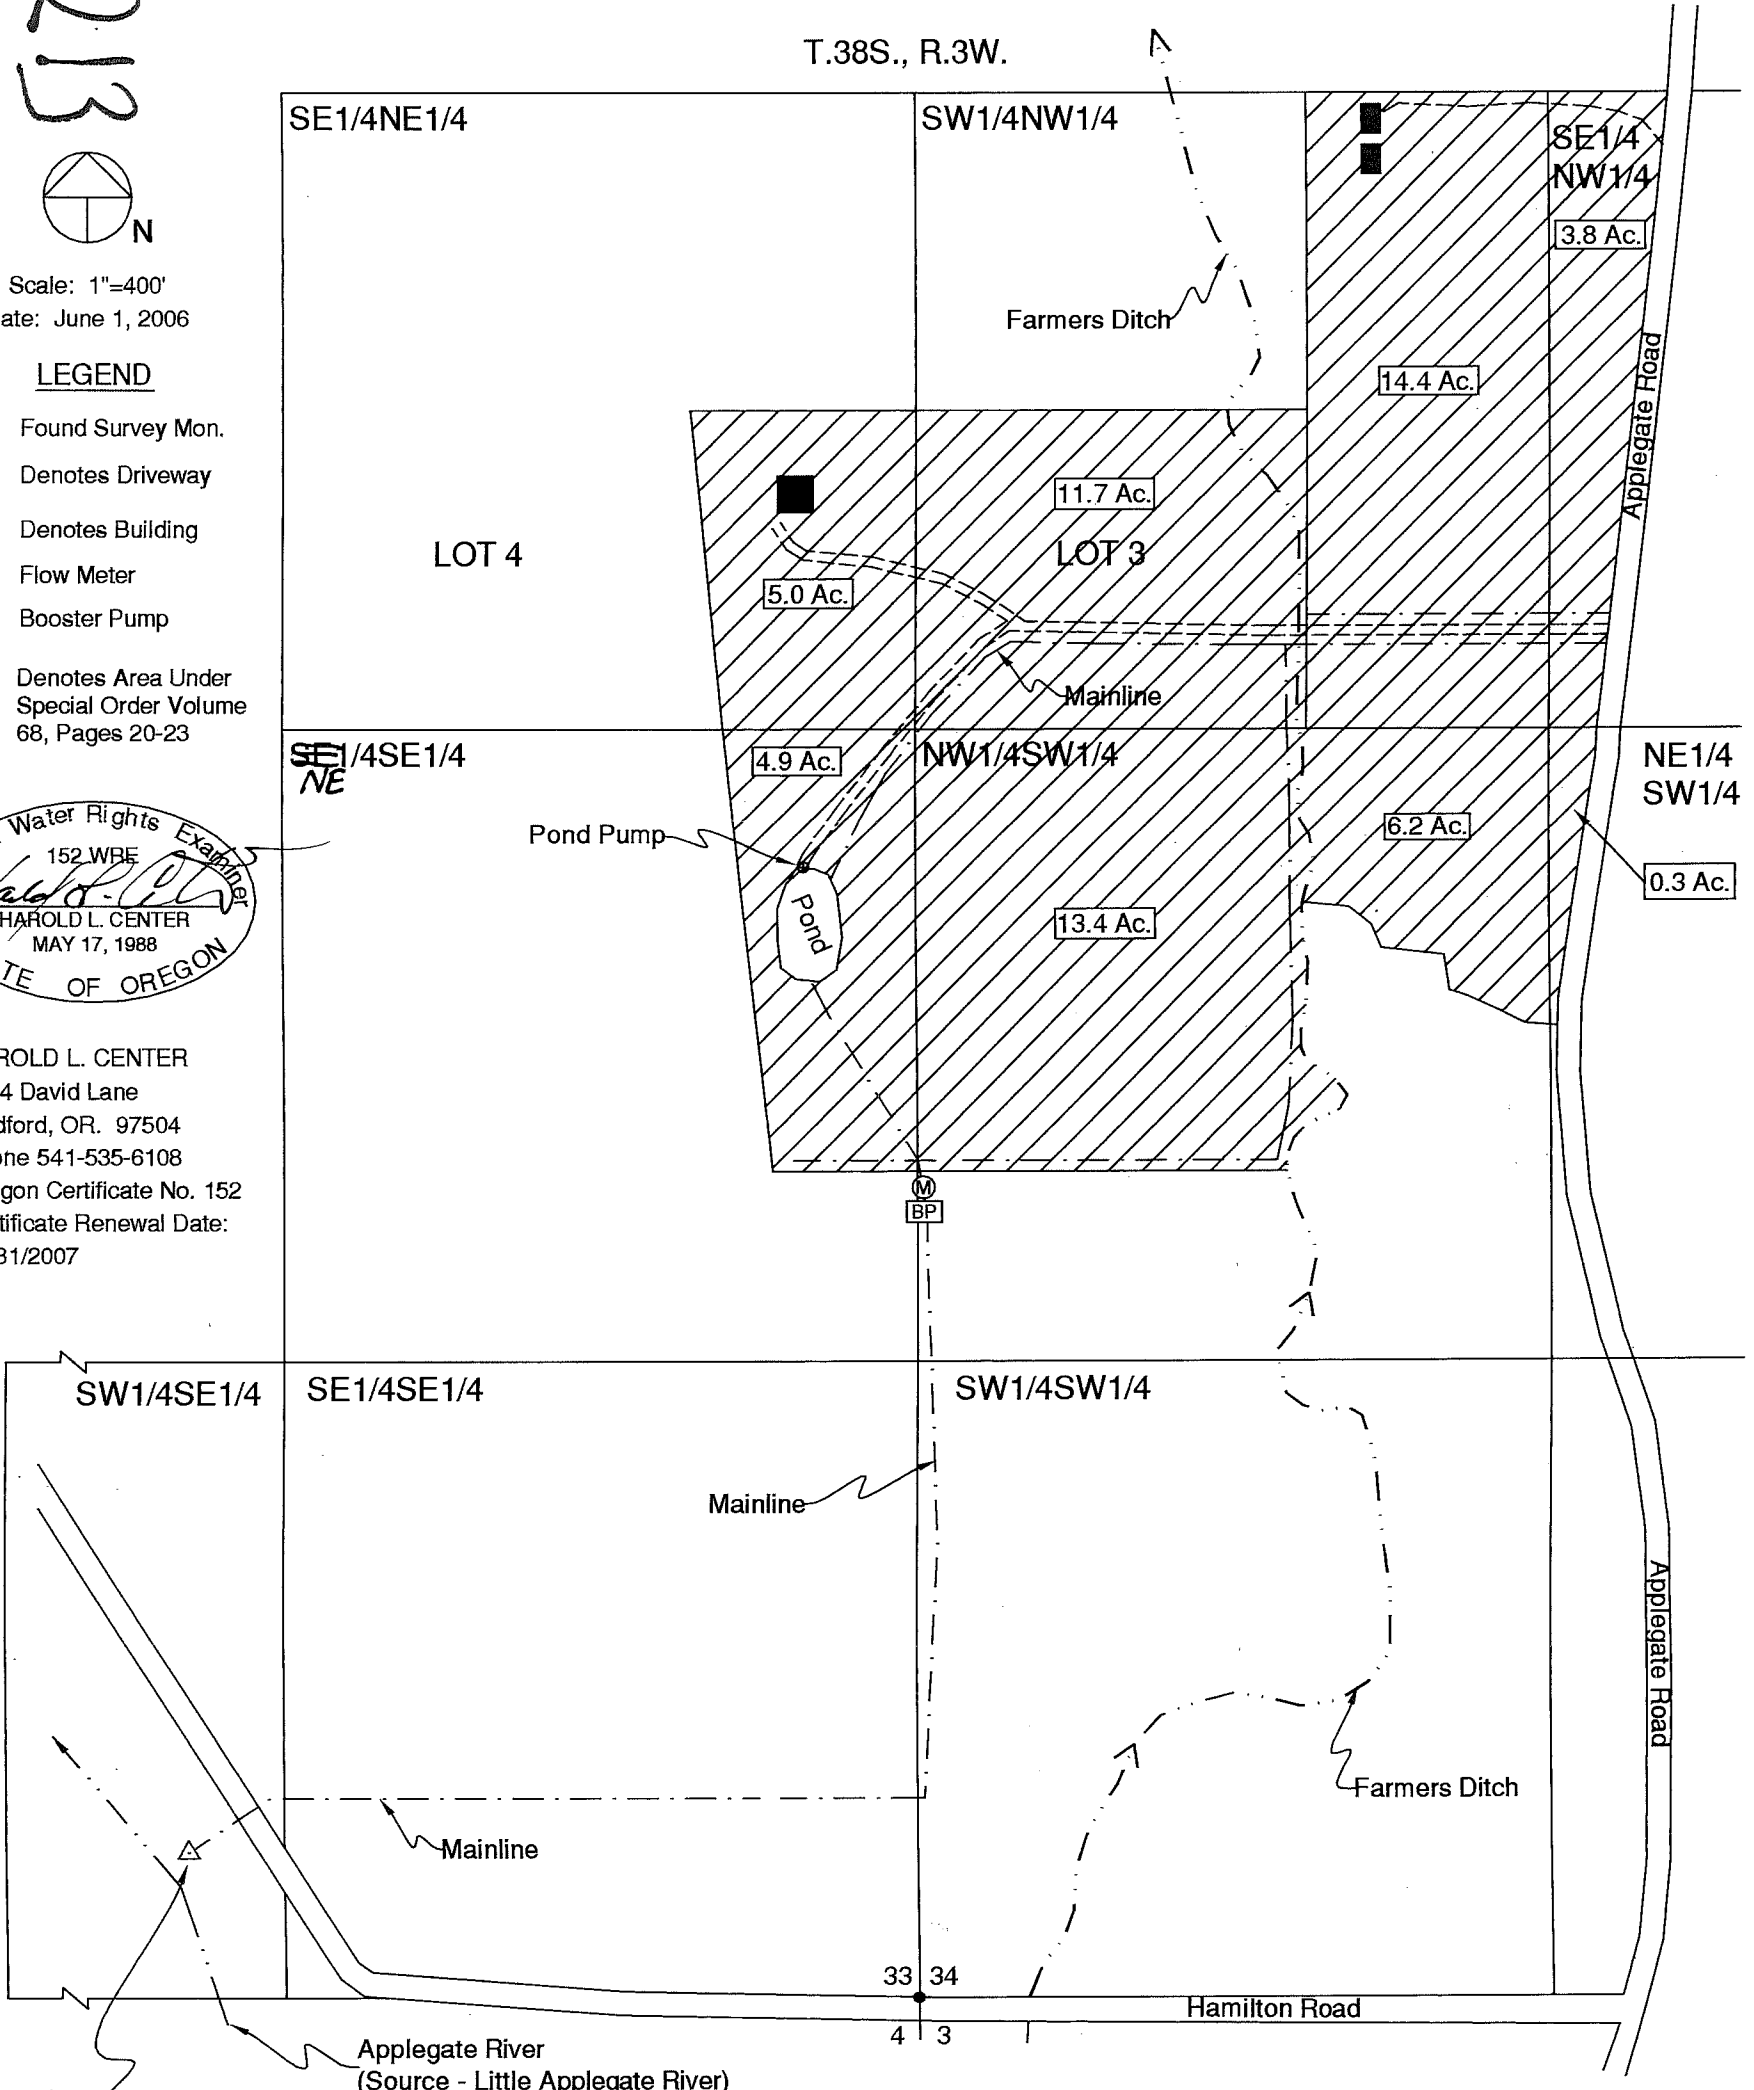 R13
T.38S., R.3W.
SE1/4NE1/4
SW1/4NW1/4
SE1/4
NW1/4
3.8 Ac.
N
Scale: 1"=400'
ate: June 1, 2006
Farmers Ditch
LEGEND
Found Survey Mon.
Denotes Driveway
Denotes Building
Flow Meter
Booster Pump
Denotes Area Under
Special Order Volume
68, Pages 20-23
14.4 Ac.
Applegate Road
11.7 Ac.
LOT 4
LOT 3
5.0 Ac.
Mainline
SE1/4SE1/4
NE
4.9 Ac.
NW1/4SW1/4
NE1/4
SW1/4
Pond Pump
6.2 Ac.
0.3 Ac.
Pond
13.4 Ac.
Water Rights Examiner
152 WRE
HAROLD L. CENTER
MAY 17, 1988
TE OF OREGON
ROLD L. CENTER
4 David Lane
dford, OR. 97504
one 541-535-6108
gon Certificate No. 152
tificate Renewal Date:
31/2007
M
BP
SW1/4SE1/4
SE1/4SE1/4
SW1/4SW1/4
Mainline
Applegate Road
Farmers Ditch
Mainline
33 34
Hamilton Road
4 3
Applegate River
(Source - Little Applegate River)